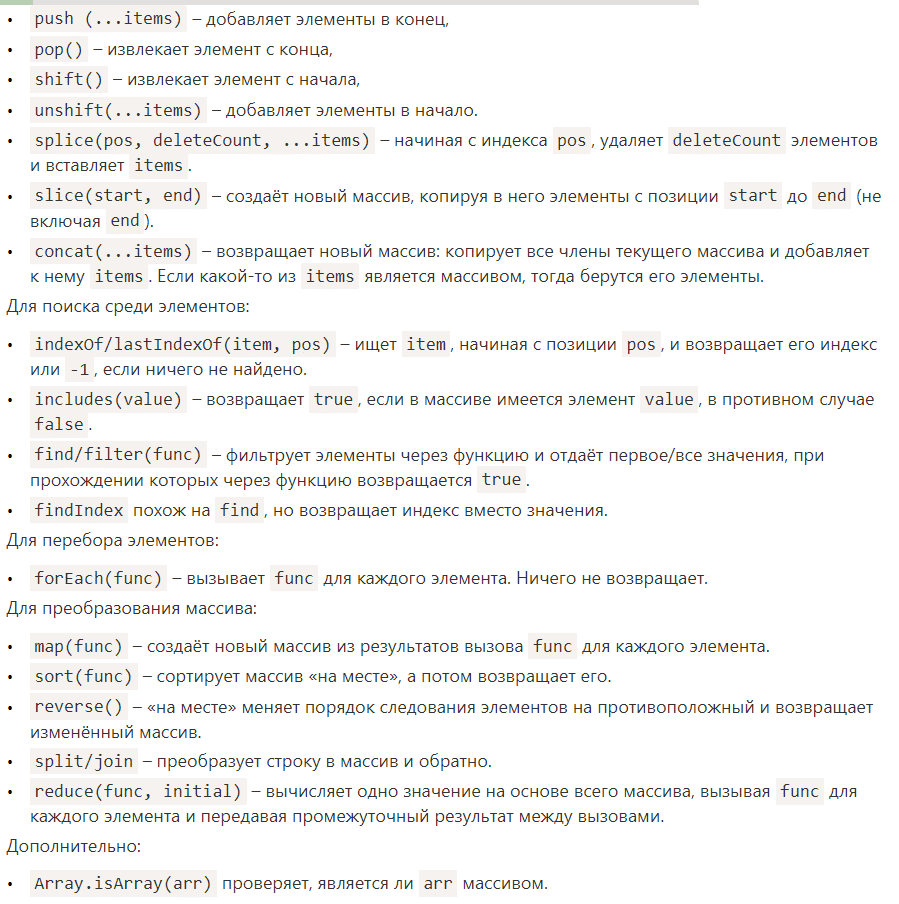 • push (...items) – добавляет элементы в конец,
• pop() – извлекает элемент с конца,
• shift() – извлекает элемент с начала,
• unshift(...items) – добавляет элементы в начало.
• splice(pos, deleteCount, ...items) – начиная с индекса pos, удаляет deleteCount элементов
и вставляет items.
• slice(start, end) – создаёт новый массив, копируя в него элементы с позиции start до end (не
включая end).
• concat(...items) – возвращает новый массив: копирует все члены текущего массива и добавляет
к нему items. Если какой-то из items является массивом, тогда берутся его элементы.
Для поиска среди элементов:
• indexOf/lastIndexOf(item, pos) – ищет item, начиная с позиции pos, и возвращает его индекс
или -1, если ничего не найдено.
• includes(value) – возвращает true, если в массиве имеется элемент value, в противном случае
false.
• find/filter(func) – фильтрует элементы через функцию и отдаёт первое/все значения, при
прохождении которых через функцию возвращается true.
• findIndex похож на find, но возвращает индекс вместо значения.
Для перебора элементов:
• forEach(func) – вызывает func для каждого элемента. Ничего не возвращает.
Для преобразования массива:
• map(func) – создаёт новый массив из результатов вызова func для каждого элемента.
• sort(func) – сортирует массив «на месте», а потом возвращает его.
• reverse() – «на месте» меняет порядок следования элементов на противоположный и возвращает
изменённый массив.
• split/join – преобразует строку в массив и обратно.
• reduce(func, initial) – вычисляет одно значение на основе всего массива, вызывая func для
каждого элемента и передавая промежуточный результат между вызовами.
Дополнительно:
• Array.isArray(arr) проверяет, является ли arr массивом.